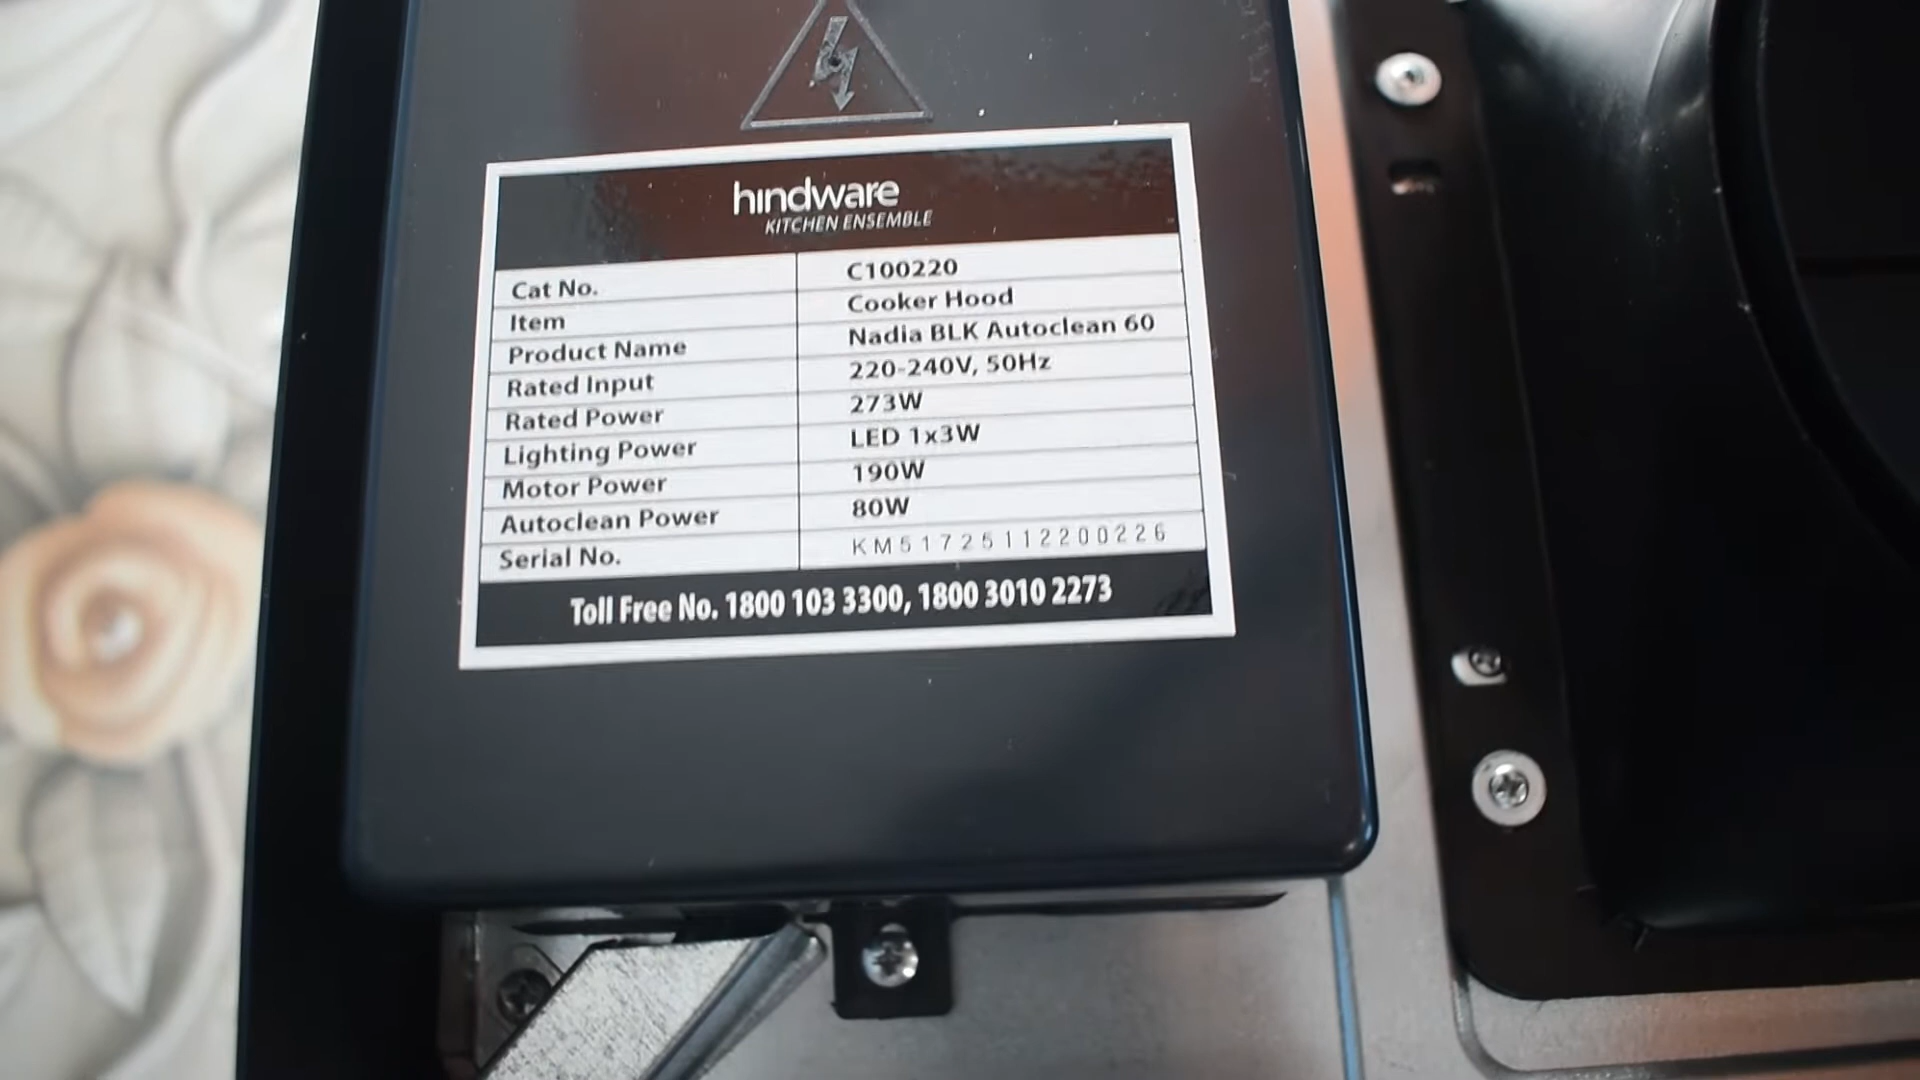 hindware
KITCHEN ENSEMBLE
Cat No. C100220
Item Cooker Hood
Product Name Nadia BLK Autoclean 60
Rated Input 220-240V, 50Hz
Rated Power 273W
Lighting Power LED 1x3W
Motor Power 190W
Autoclean Power 80W
Serial No. KM51725112200226
Toll Free No. 1800 103 3300, 1800 3010 2273